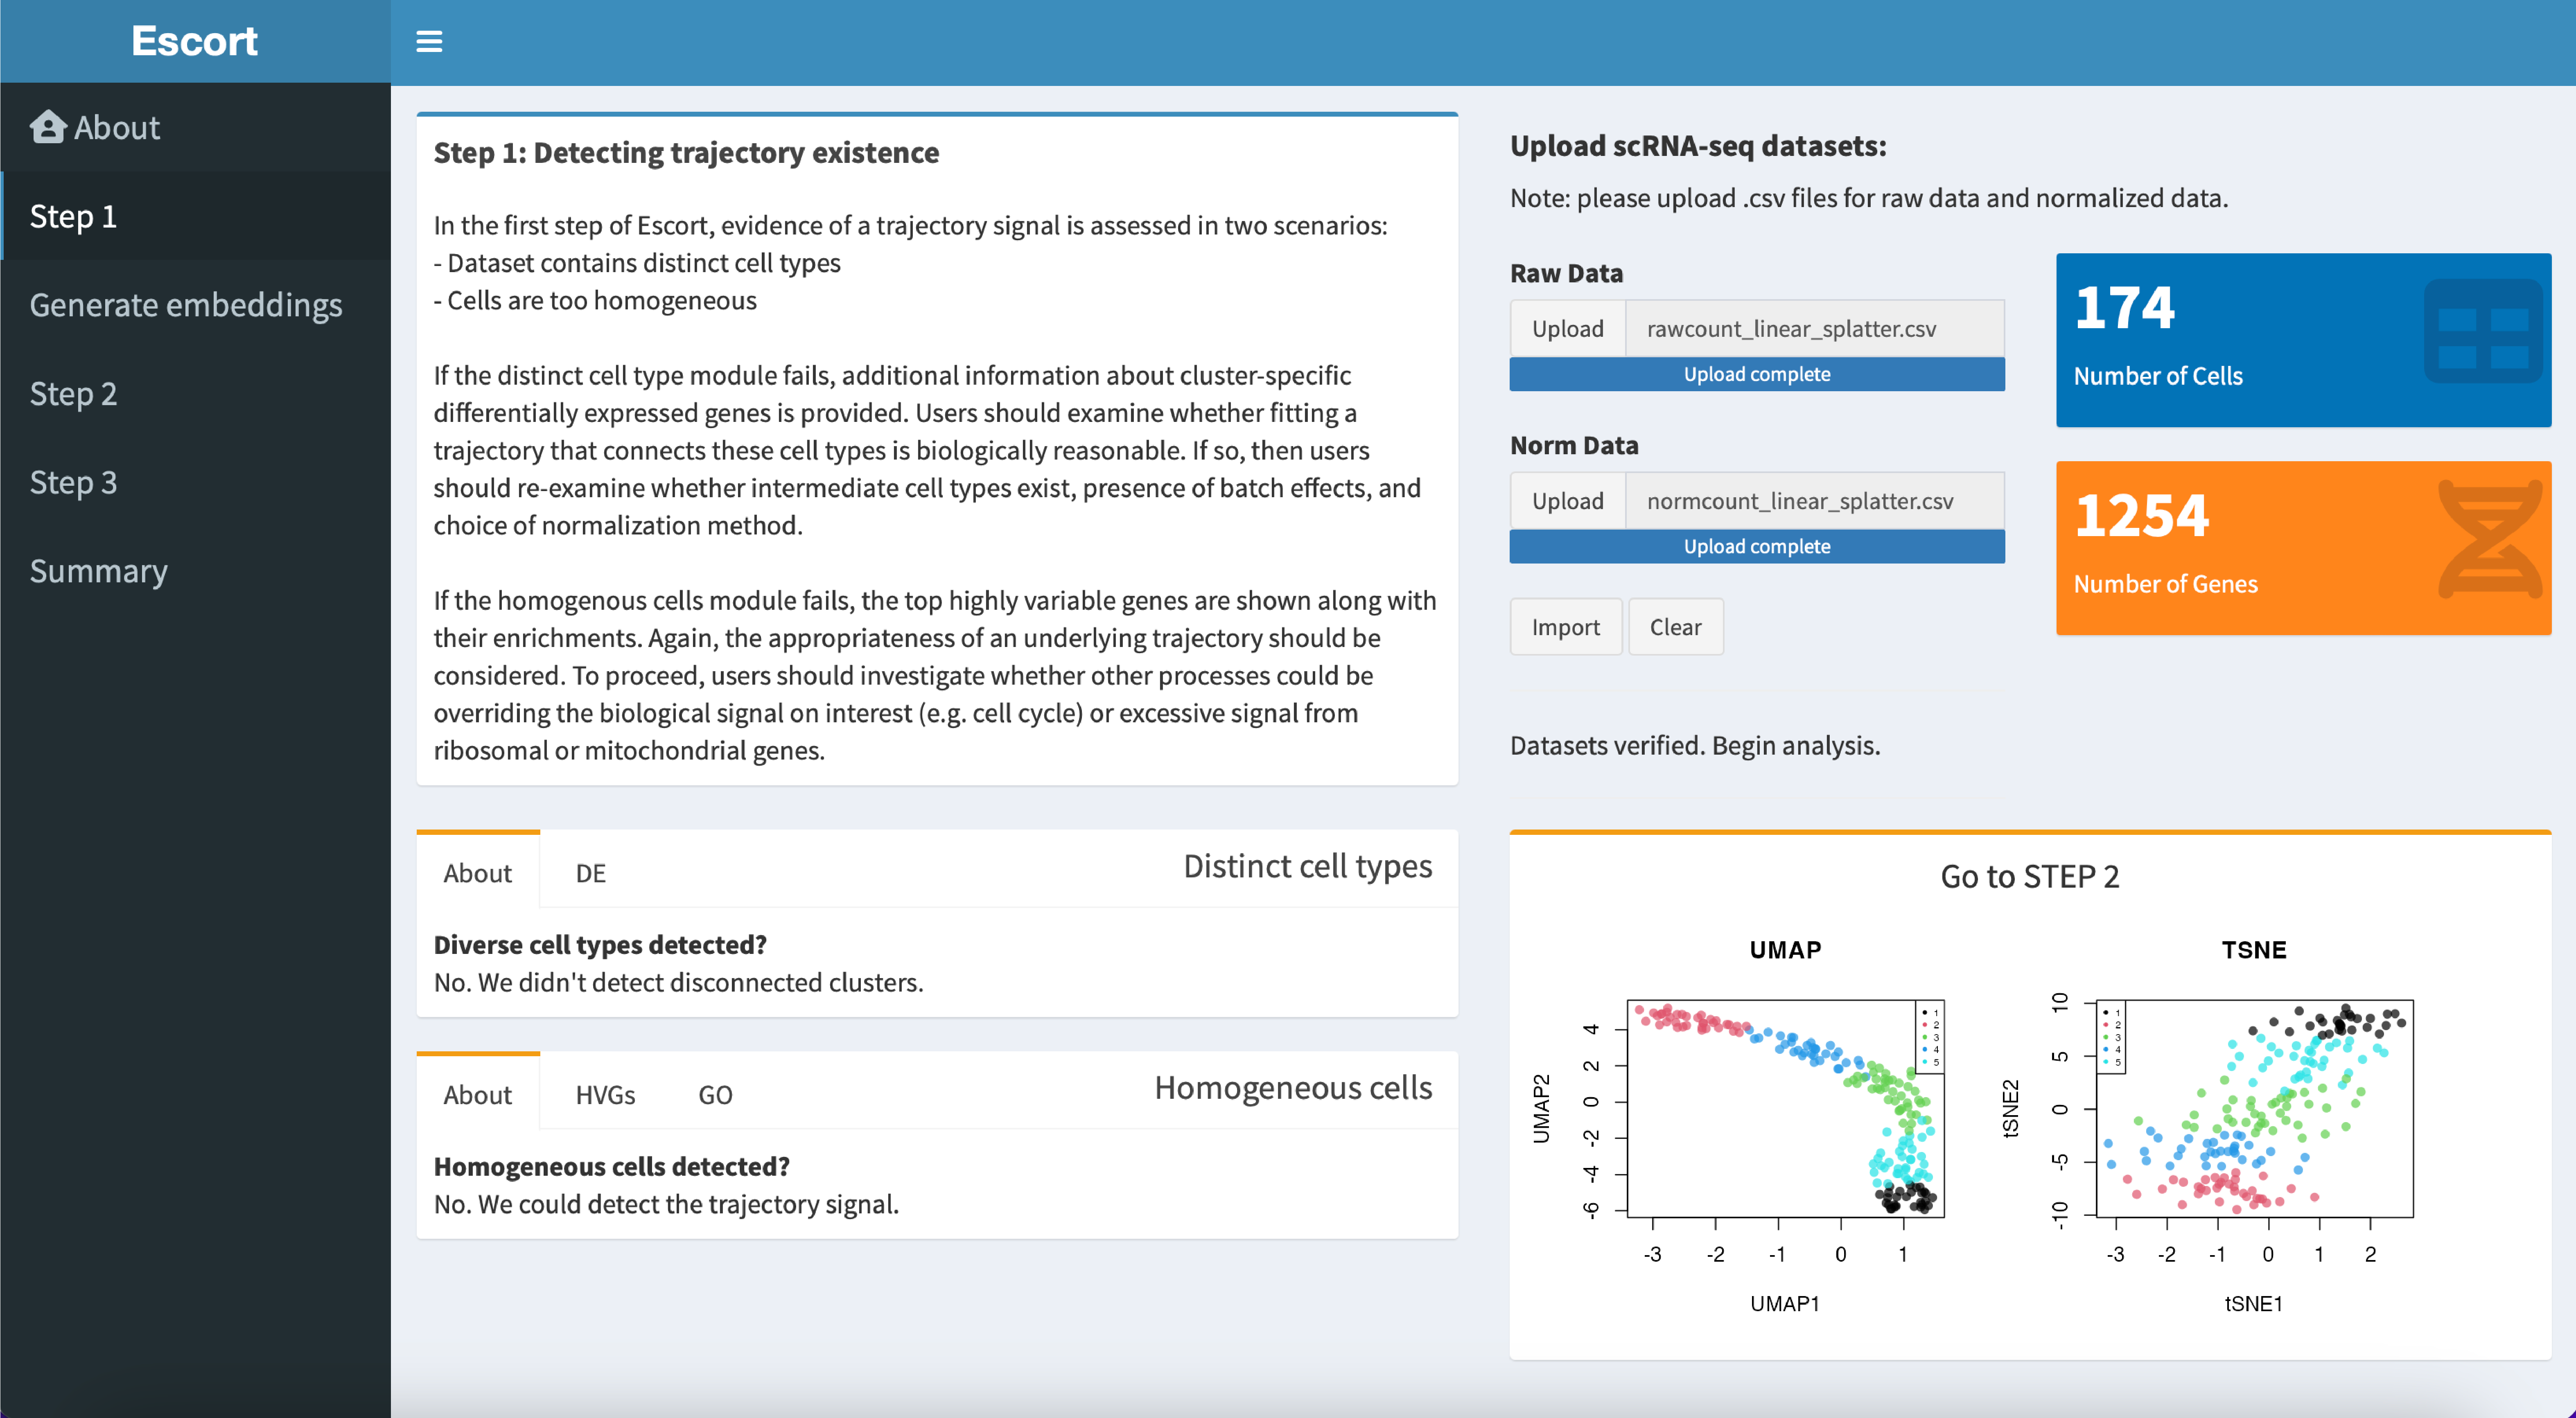 Escort
About
Step 1
Generate embeddings
Step 2
Step 3
Summary
Step 1: Detecting trajectory existence
In the first step of Escort, evidence of a trajectory signal is assessed in two scenarios:
- Dataset contains distinct cell types
- Cells are too homogeneous
If the distinct cell type module fails, additional information about cluster-specific
differentially expressed genes is provided. Users should examine whether fitting a
trajectory that connects these cell types is biologically reasonable. If so, then users
should re-examine whether intermediate cell types exist, presence of batch effects, and
choice of normalization method.
If the homogenous cells module fails, the top highly variable genes are shown along with
their enrichments. Again, the appropriateness of an underlying trajectory should be
considered. To proceed, users should investigate whether other processes could be
overriding the biological signal on interest (e.g. cell cycle) or excessive signal from
ribosomal or mitochondrial genes.
Upload scRNA-seq datasets:
Note: please upload .csv files for raw data and normalized data.
Raw Data
Upload rawcount_linear_splatter.csv
Upload complete
Norm Data
Upload normcount_linear_splatter.csv
Upload complete
Import Clear
174
Number of Cells
1254
Number of Genes
Datasets verified. Begin analysis.
About DE Distinct cell types
Diverse cell types detected?
No. We didn't detect disconnected clusters.
About HVGs GO Homogeneous cells
Homogeneous cells detected?
No. We could detect the trajectory signal.
Go to STEP 2
UMAP
UMAP2
4
2
0
-2
-4
-6
1
2
3
4
5
-3 -2 -1 0 1
UMAP1
TSNE
tSNE2
10
5
0
-5
-10
1
2
3
4
5
-3 -2 -1 0 1 2
tSNE1